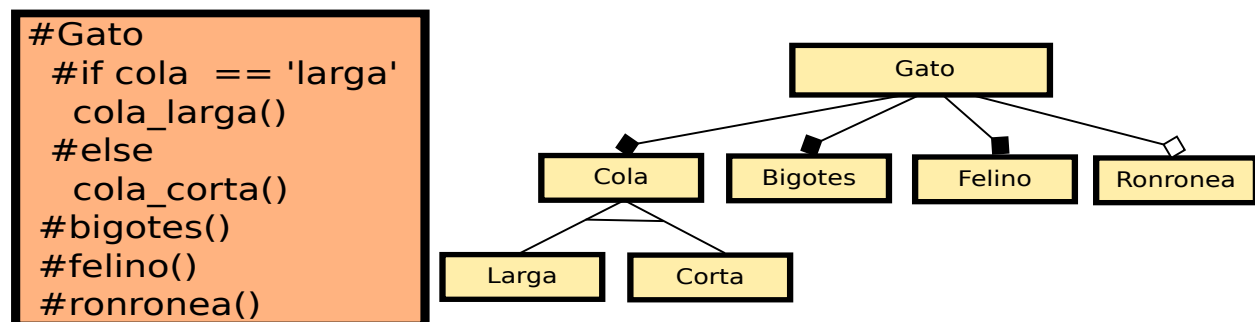 #Gato
#if cola == 'larga'
cola_larga()
#else
cola_corta()
#bigotes()
#felino()
#ronronea()
Gato
Cola
Bigotes
Felino
Ronronea
Larga
Corta